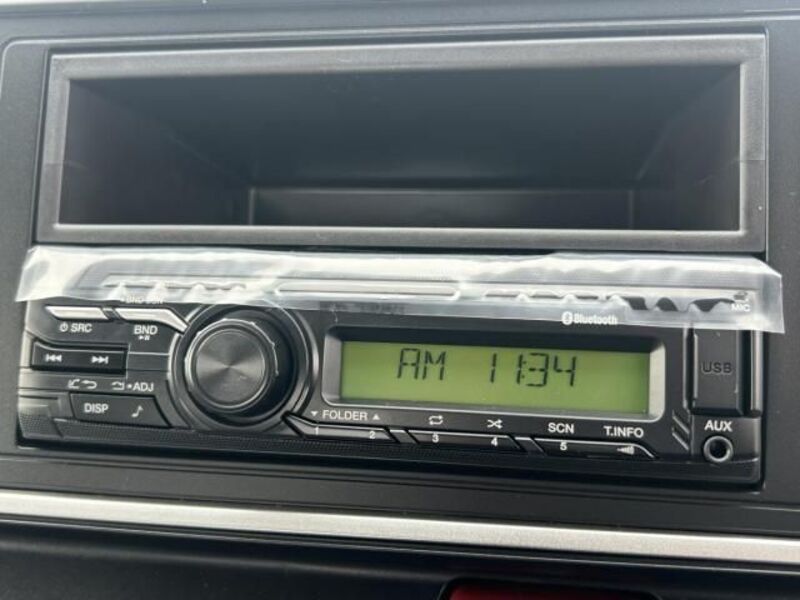 MIC
Bluetooth
SRC
BND
AM 11:34
USB
ADJ
DISP
FOLDER
SCN
T.INFO
AUX
1 2 3 4 5